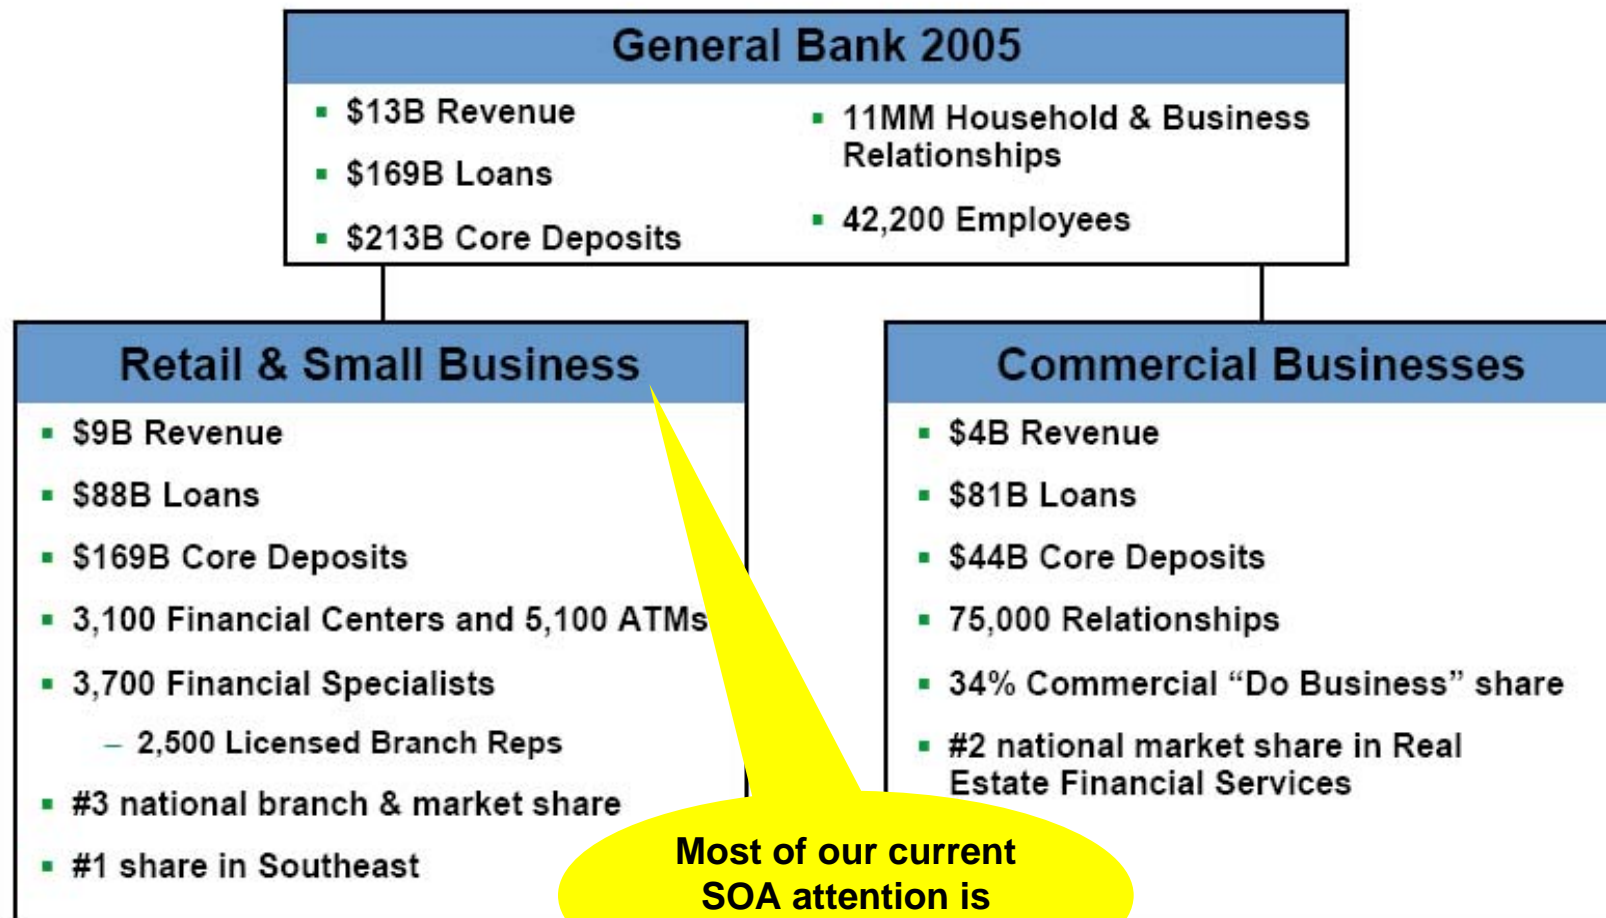 General Bank 2005
▪ $13B Revenue
▪ $169B Loans
▪ $213B Core Deposits
▪ 11MM Household & Business
Relationships
▪ 42,200 Employees
Retail & Small Business
▪ $9B Revenue
▪ $88B Loans
▪ $169B Core Deposits
▪ 3,100 Financial Centers and 5,100 ATMs
▪ 3,700 Financial Specialists
– 2,500 Licensed Branch Reps
▪ #3 national branch & market share
▪ #1 share in Southeast
Commercial Businesses
▪ $4B Revenue
▪ $81B Loans
▪ $44B Core Deposits
▪ 75,000 Relationships
▪ 34% Commercial “Do Business” share
▪ #2 national market share in Real
Estate Financial Services
Most of our current
SOA attention is